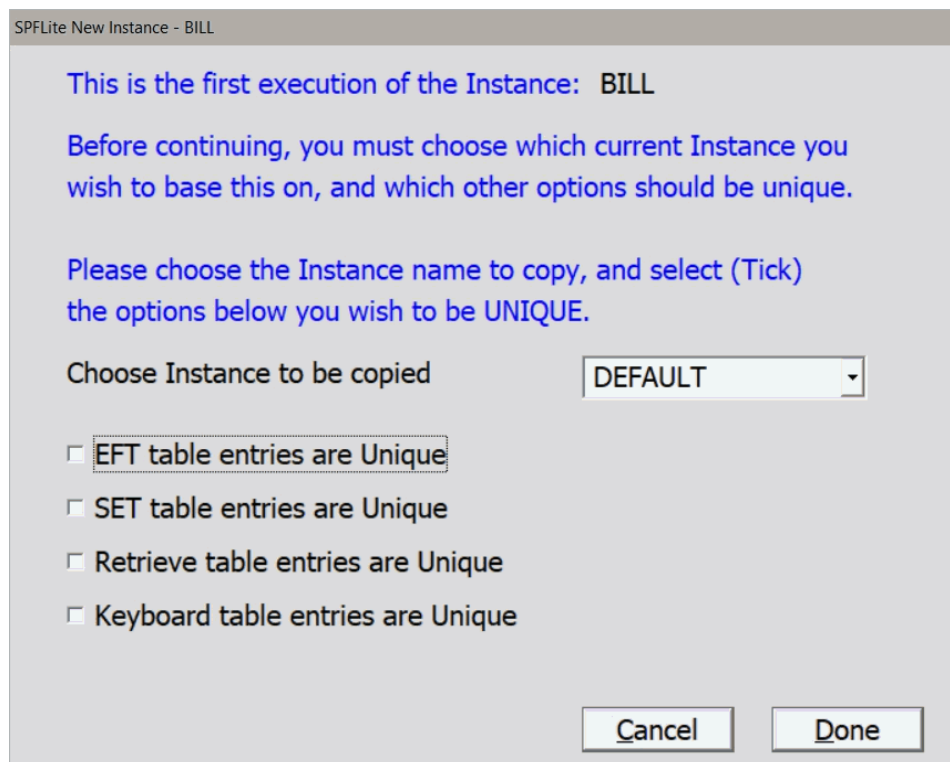 SPFLite New Instance - BILL
This is the first execution of the Instance: BILL
Before continuing, you must choose which current Instance you
wish to base this on, and which other options should be unique.
Please choose the Instance name to copy, and select (Tick)
the options below you wish to be UNIQUE.
Choose Instance to be copied DEFAULT
EFT table entries are Unique
SET table entries are Unique
Retrieve table entries are Unique
Keyboard table entries are Unique
Cancel Done